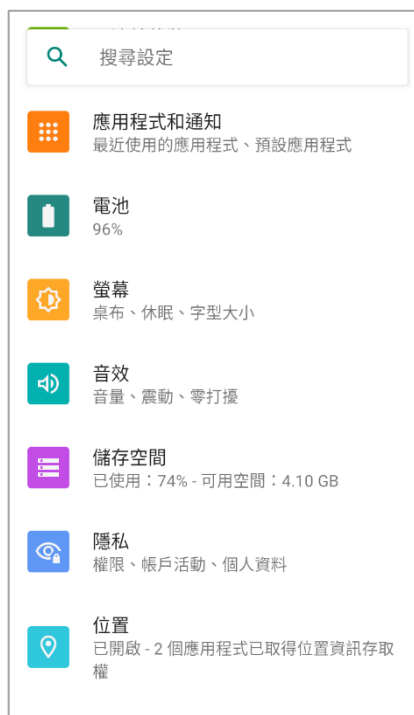 搜尋設定
應用程式和通知
最近使用的應用程式、預設應用程式
電池
96%
螢幕
桌布、休眠、字型大小
音效
音量、震動、零打擾
儲存空間
已使用：74% - 可用空間：4.10 GB
隱私
權限、帳戶活動、個人資料
位置
已開啟 - 2 個應用程式已取得位置資訊存取
權